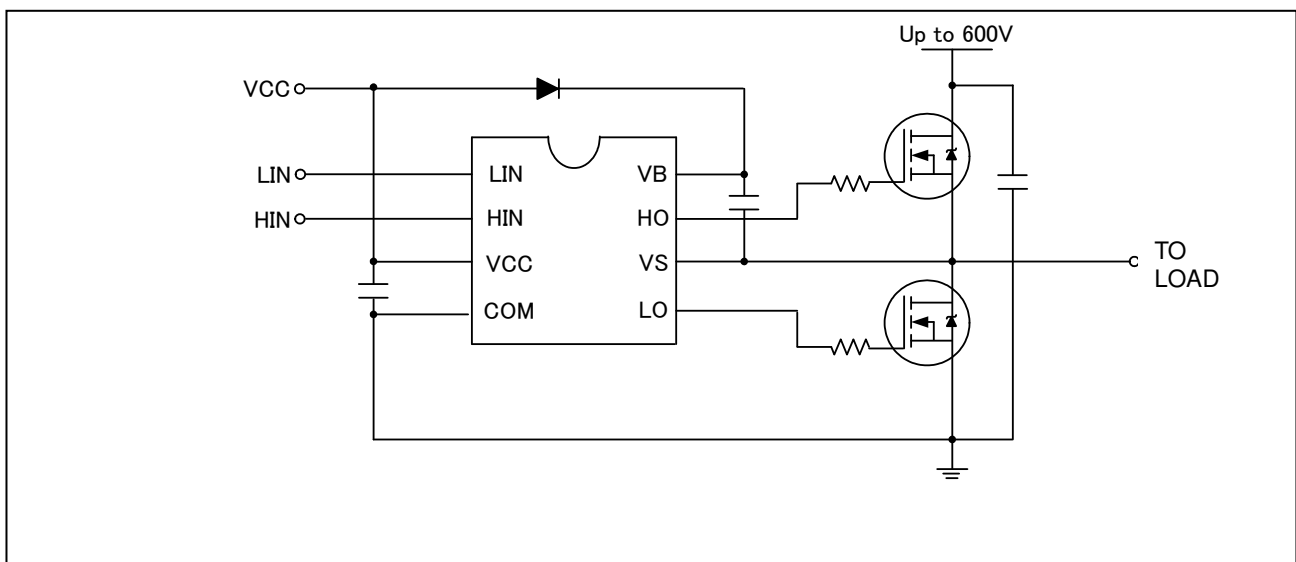 Up to 600V
VCC
LIN
HIN
LIN
HIN
VCC
COM
VB
HO
VS
LO
TO
LOAD